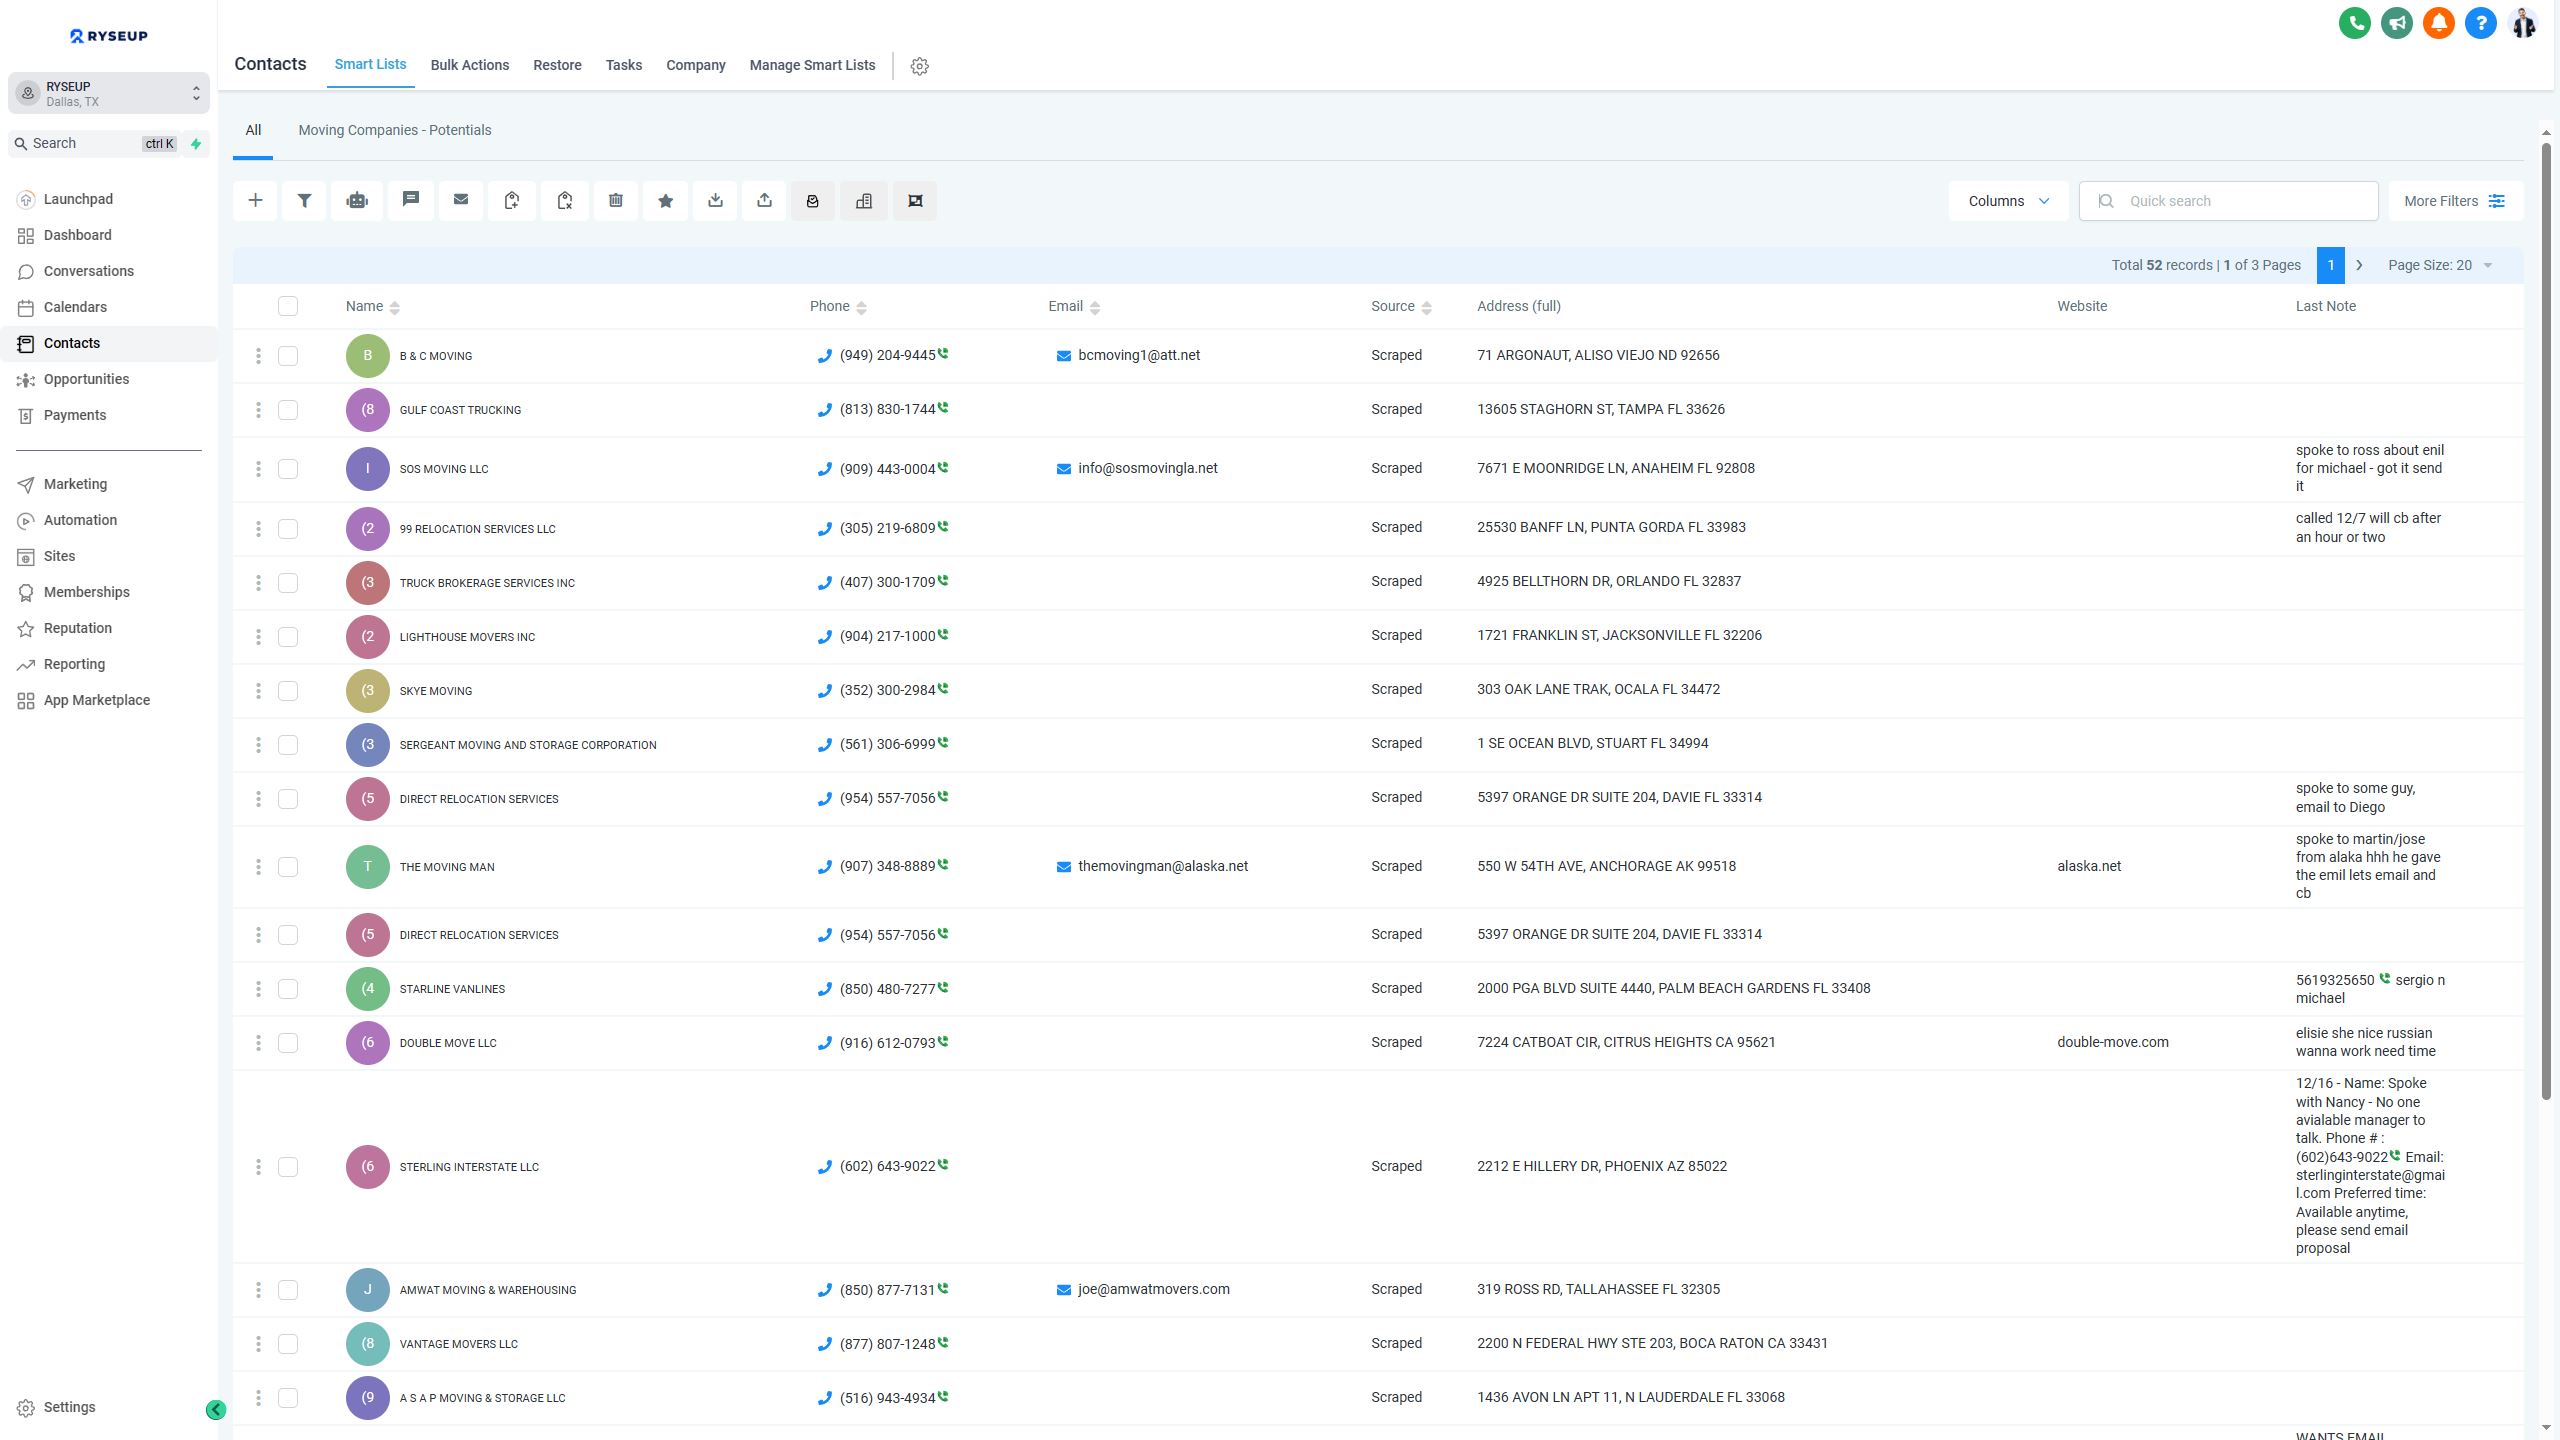 RYSEUP
RYSEUP
Dallas, TX
Search
ctrl K
Launchpad
Dashboard
Conversations
Calendars
Contacts
Opportunities
Payments
Marketing
Automation
Sites
Memberships
Reputation
Reporting
App Marketplace
Settings
Contacts Smart Lists Bulk Actions Restore Tasks Company Manage Smart Lists
?
All Moving Companies - Potentials
Columns Quick search More Filters
Total 52 records | 1 of 3 Pages 1 Page Size: 20
Name Phone Email Source Address (full) Website Last Note
B B & C MOVING (949) 204-9445 bcmoving1@att.net Scraped 71 ARGONAUT, ALISO VIEJO ND 92656
(8 GULF COAST TRUCKING (813) 830-1744 Scraped 13605 STAGHORN ST, TAMPA FL 33626
I SOS MOVING LLC (909) 443-0004 info@sosmovingla.net Scraped 7671 E MOONRIDGE LN, ANAHEIM FL 92808
spoke to ross about enil
for michael - got it send
it
(2 99 RELOCATION SERVICES LLC (305) 219-6809 Scraped 25530 BANFF LN, PUNTA GORDA FL 33983
called 12/7 will cb after
an hour or two
(3 TRUCK BROKERAGE SERVICES INC (407) 300-1709 Scraped 4925 BELLTHORN DR, ORLANDO FL 32837
(2 LIGHTHOUSE MOVERS INC (904) 217-1000 Scraped 1721 FRANKLIN ST, JACKSONVILLE FL 32206
(3 SKYE MOVING (352) 300-2984 Scraped 303 OAK LANE TRAK, OCALA FL 34472
(3 SERGEANT MOVING AND STORAGE CORPORATION (561) 306-6999 Scraped 1 SE OCEAN BLVD, STUART FL 34994
(5 DIRECT RELOCATION SERVICES (954) 557-7056 Scraped 5397 ORANGE DR SUITE 204, DAVIE FL 33314
spoke to some guy,
email to Diego
T THE MOVING MAN (907) 348-8889 themovingman@alaska.net Scraped 550 W 54TH AVE, ANCHORAGE AK 99518 alaska.net
spoke to martin/jose
from alaka hhh he gave
the emil lets email and
cb
(5 DIRECT RELOCATION SERVICES (954) 557-7056 Scraped 5397 ORANGE DR SUITE 204, DAVIE FL 33314
(4 STARLINE VANLINES (850) 480-7277 Scraped 2000 PGA BLVD SUITE 4440, PALM BEACH GARDENS FL 33408
5619325650 sergio n
michael
(6 DOUBLE MOVE LLC (916) 612-0793 Scraped 7224 CATBOAT CIR, CITRUS HEIGHTS CA 95621 double-move.com
elisie she nice russian
wanna work need time
(6 STERLING INTERSTATE LLC (602) 643-9022 Scraped 2212 E HILLERY DR, PHOENIX AZ 85022
12/16 - Name: Spoke
with Nancy - No one
avialable manager to
talk. Phone # :
(602)643-9022 Email:
sterlinginterstate@gmai
l.com Preferred time:
Available anytime,
please send email
proposal
J AMWAT MOVING & WAREHOUSING (850) 877-7131 joe@amwatmovers.com Scraped 319 ROSS RD, TALLAHASSEE FL 32305
(8 VANTAGE MOVERS LLC (877) 807-1248 Scraped 2200 N FEDERAL HWY STE 203, BOCA RATON CA 33431
(9 A S A P MOVING & STORAGE LLC (516) 943-4934 Scraped 1436 AVON LN APT 11, N LAUDERDALE FL 33068
WANTS EMAIL